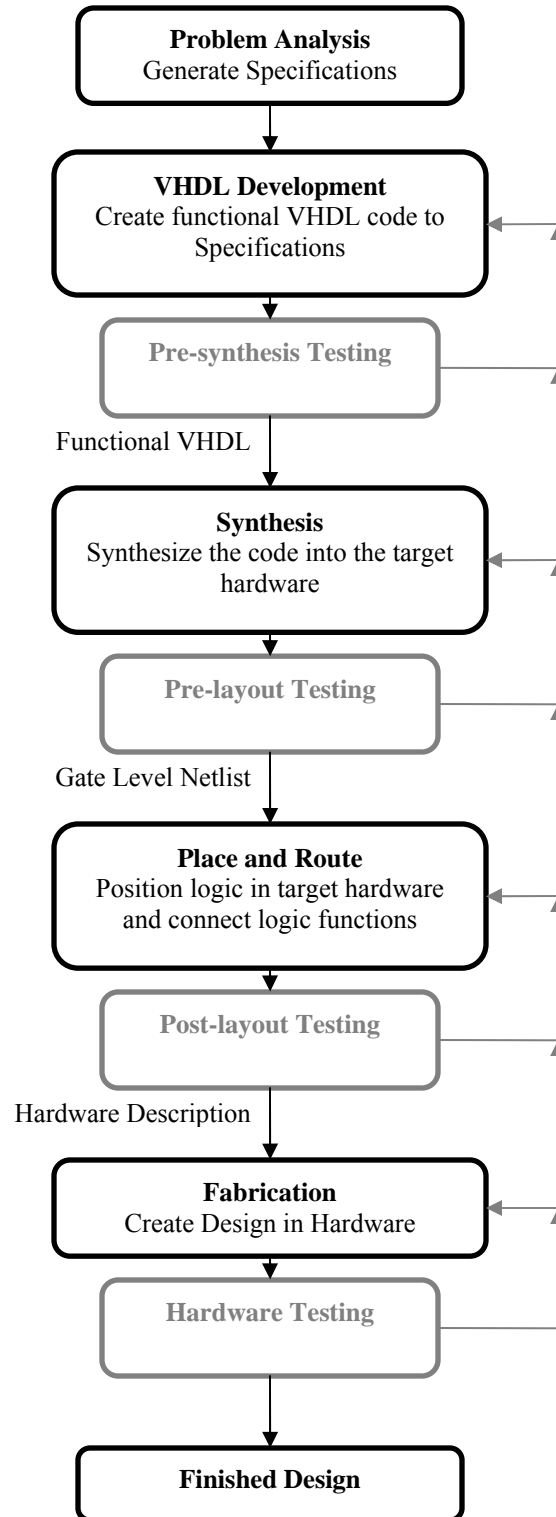 Problem Analysis
Generate Specifications
VHDL Development
Create functional VHDL code to
Specifications
Pre-synthesis Testing
Functional VHDL
Synthesis
Synthesize the code into the target
hardware
Pre-layout Testing
Gate Level Netlist
Place and Route
Position logic in target hardware
and connect logic functions
Post-layout Testing
Hardware Description
Fabrication
Create Design in Hardware
Hardware Testing
Finished Design